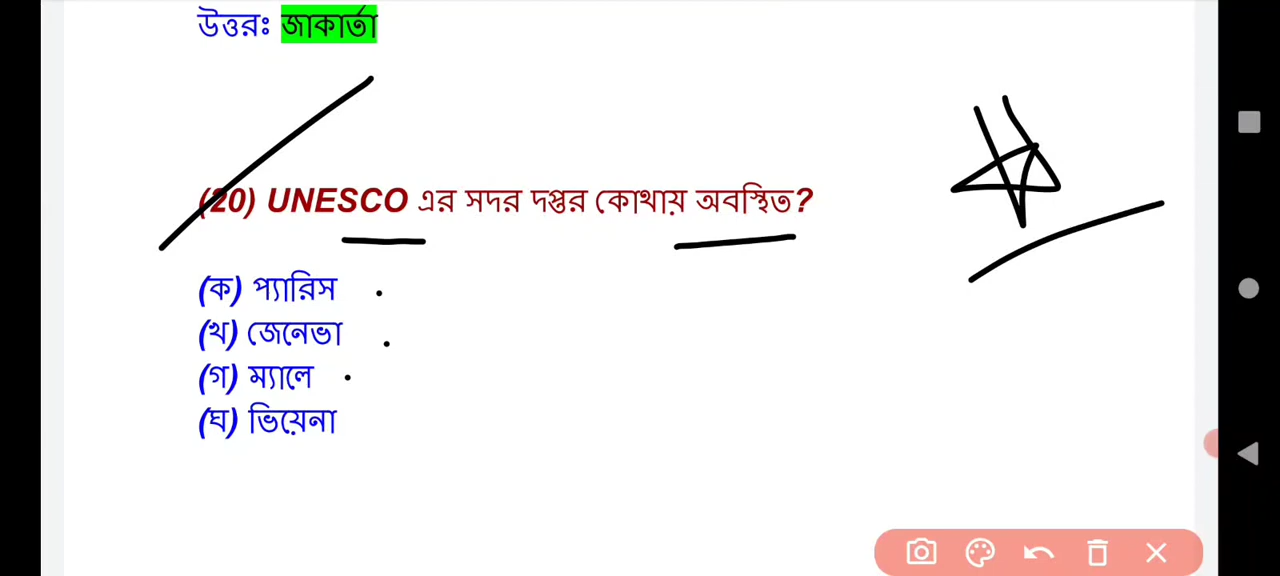 উত্তরঃ জাকার্তা
(20) UNESCO এর সদর দপ্তর কোথায় অবস্থিত?
(ক) প্যারিস
(খ) জেনেভা
(গ) ম্যালে
(ঘ) ভিয়েনা